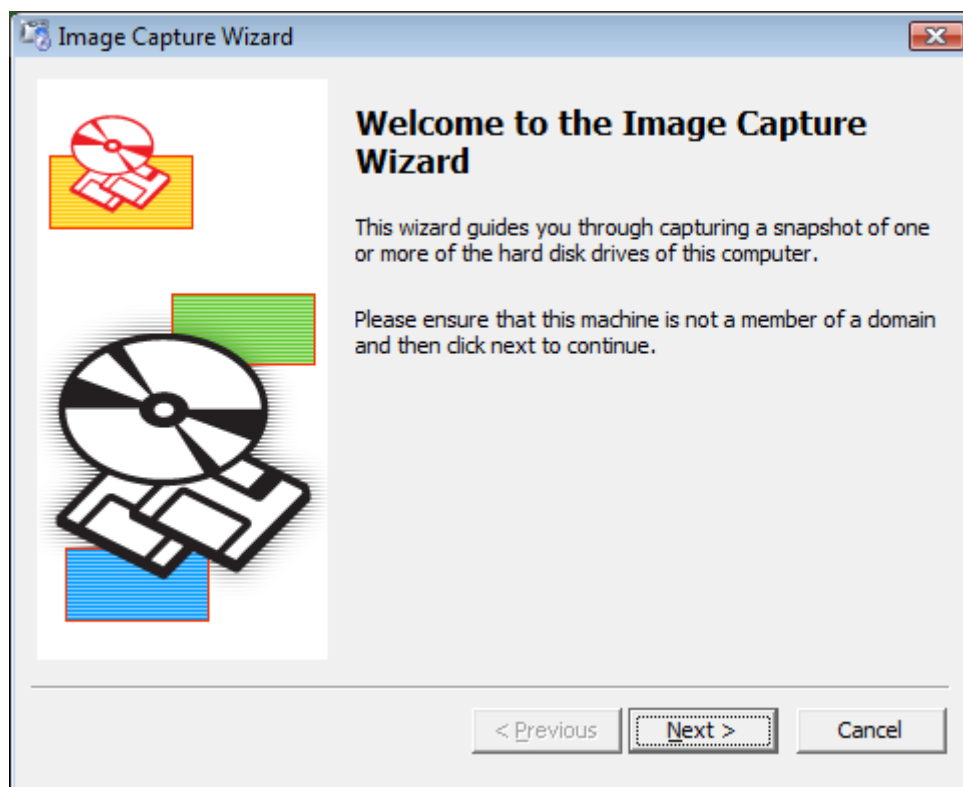 Image Capture Wizard
Welcome to the Image Capture
Wizard
This wizard guides you through capturing a snapshot of one
or more of the hard disk drives of this computer.
Please ensure that this machine is not a member of a domain
and then click next to continue.
< Previous Next > Cancel